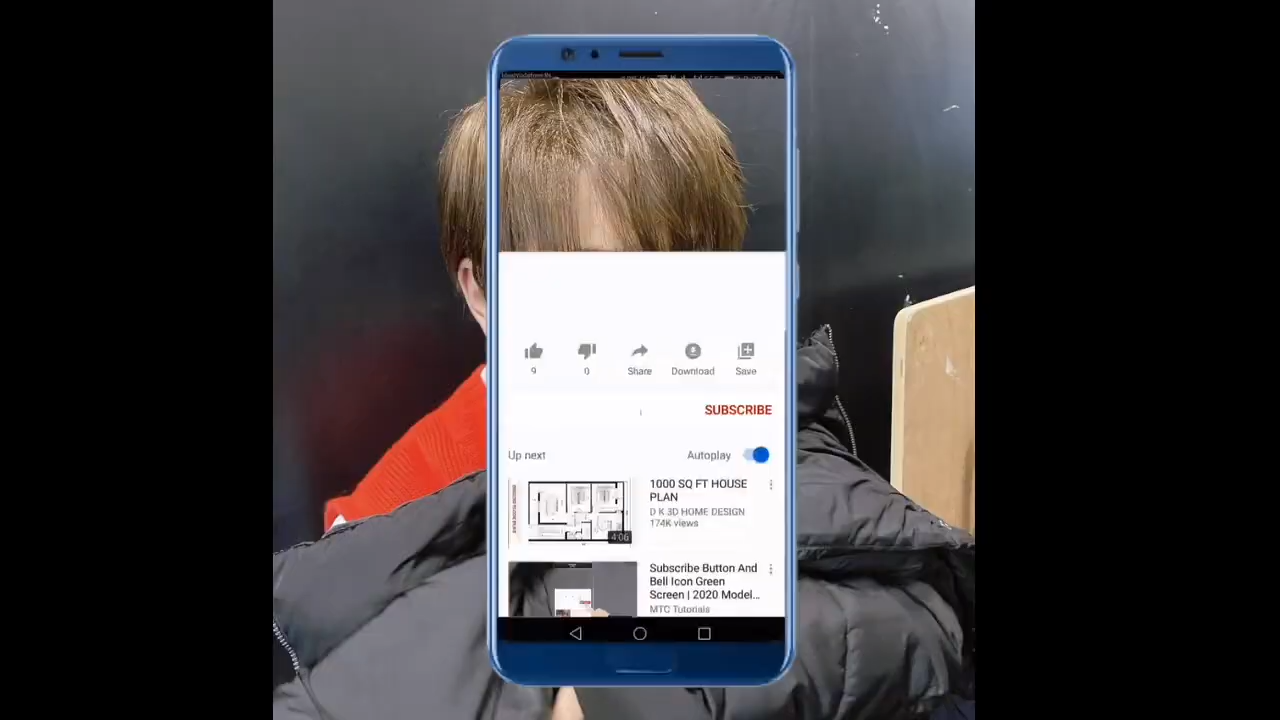 9
0
Share
Download
Save
SUBSCRIBE
Up next
Autoplay
1000 SQ FT HOUSE
PLAN
D K 3D HOME DESIGN
174K views
4:06
Subscribe Button And
Bell Icon Green
Screen | 2020 Model...
MTC Tutorials